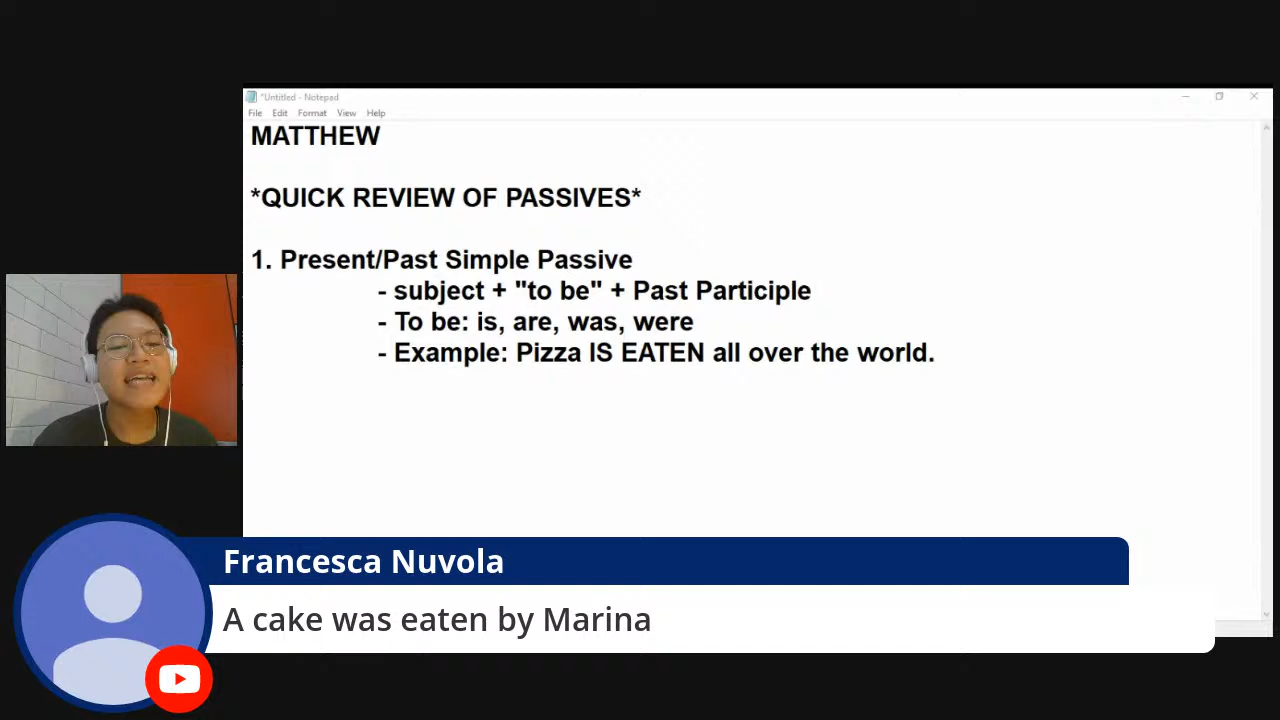 *Untitled - Notepad
File Edit Format View Help
MATTHEW
*QUICK REVIEW OF PASSIVES*
1. Present/Past Simple Passive
- subject + "to be" + Past Participle
- To be: is, are, was, were
- Example: Pizza IS EATEN all over the world.
Francesca Nuvola
A cake was eaten by Marina